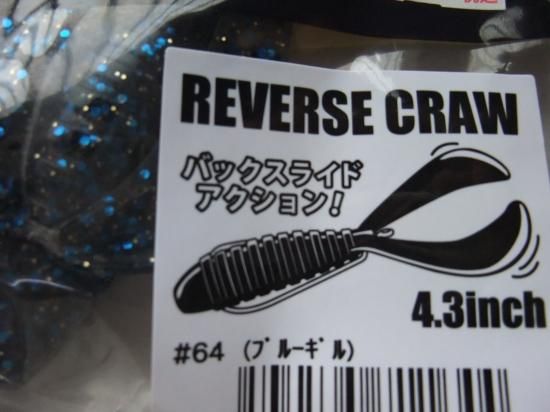 REVERSE CRAW
バックスライド
アクション!
4.3inch
#64 (ﾌﾞﾙｰｷﾞﾙ)